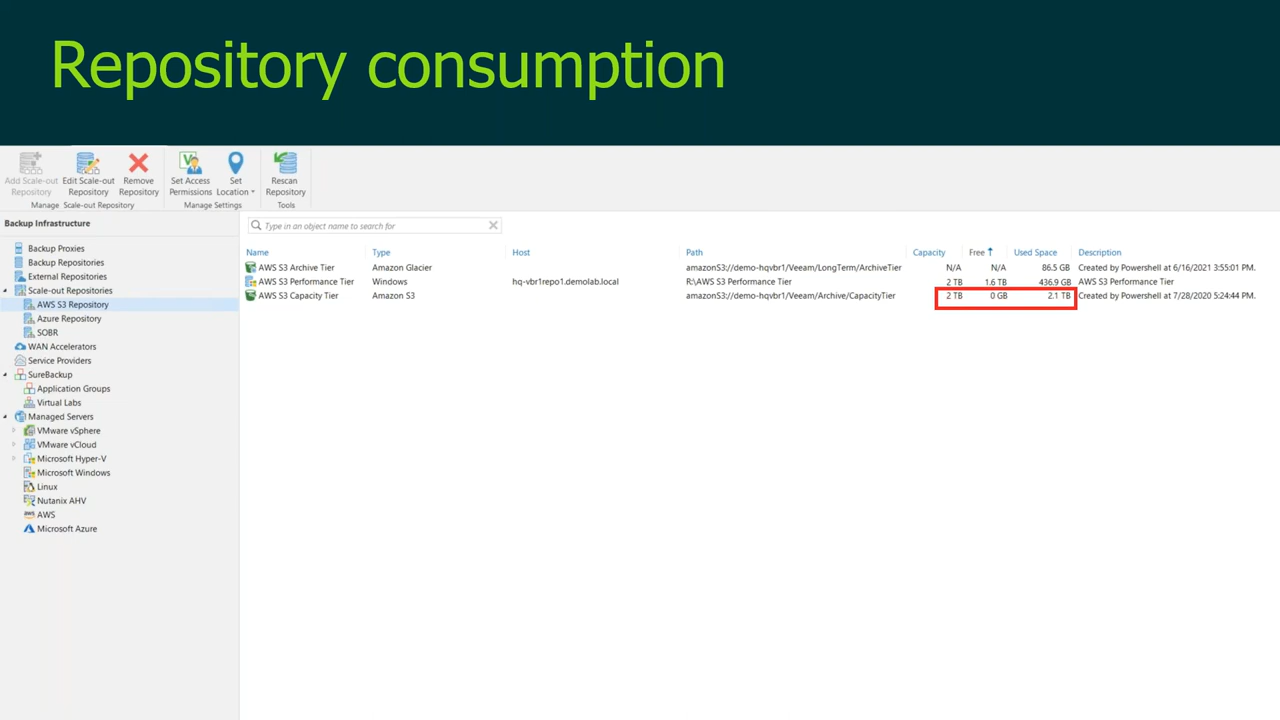 Repository consumption
Add Scale-out Repository
Edit Scale-out Repository
Remove Repository
Set Access Permissions
Set Location
Rescan Repository
Manage Scale-out Repository
Manage Settings
Tools
Backup Infrastructure
Backup Proxies
Backup Repositories
External Repositories
Scale-out Repositories
AWS S3 Repository
Azure Repository
SOBR
WAN Accelerators
Service Providers
SureBackup
Application Groups
Virtual Labs
Managed Servers
VMware vSphere
VMware vCloud
Microsoft Hyper-V
Microsoft Windows
Linux
Nutanix AHV
aws AWS
Microsoft Azure
Type in an object name to search for
Name Type Host Path Capacity Free Used Space Description
AWS S3 Archive Tier Amazon Glacier amazonS3://demo-hqvbr1/Veeam/LongTerm/ArchiveTier N/A N/A 86.5 GB Created by Powershell at 6/16/2021 3:55:01 PM.
AWS S3 Performance Tier Windows hq-vbr1repo1.demolab.local R:\AWS S3 Performance Tier 2 TB 1.6 TB 436.9 GB AWS S3 Performance Tier
AWS S3 Capacity Tier Amazon S3 amazonS3://demo-hqvbr1/Veeam/Archive/CapacityTier 2 TB 0 GB 2.1 TB Created by Powershell at 7/28/2020 5:24:44 PM.